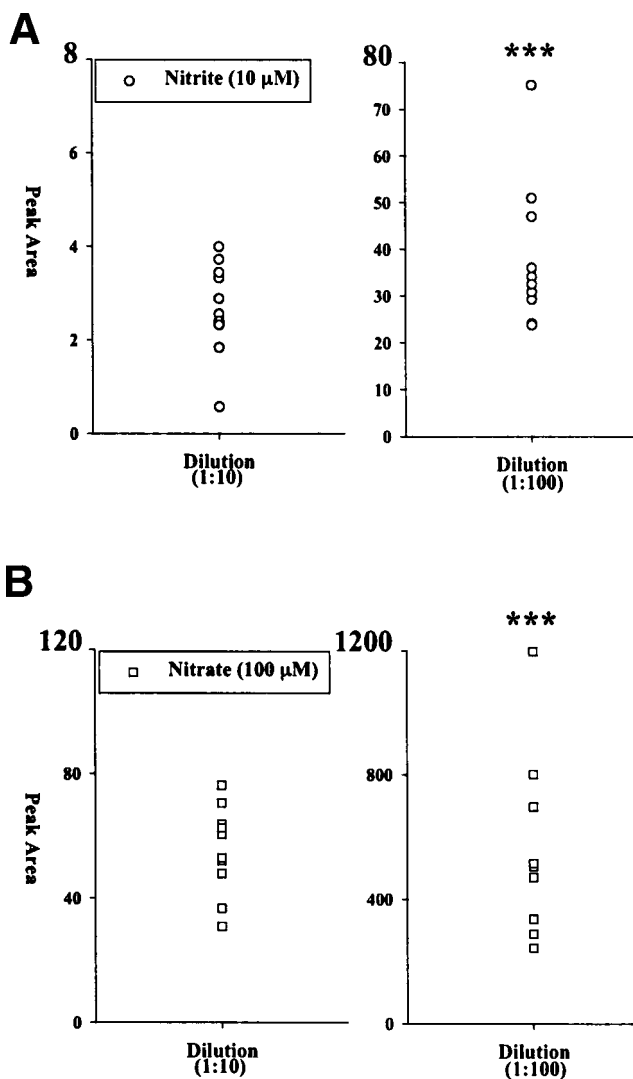 A
8
Nitrite (10 μM)
6
4
2
0
Peak Area
Dilution
(1:10)
80
***
70
60
50
40
30
20
10
0
Dilution
(1:100)
B
120
Nitrate (100 μM)
80
40
0
Peak Area
Dilution
(1:10)
1200
***
800
400
0
Dilution
(1:100)